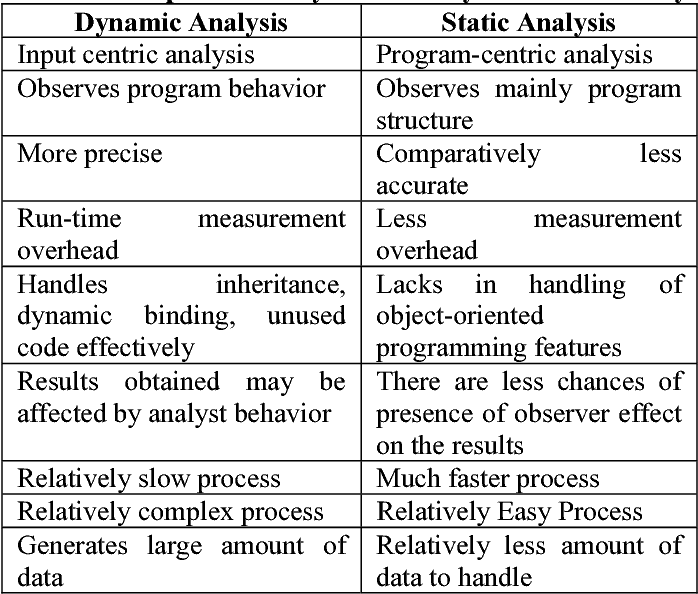 Dynamic Analysis
Static Analysis
Input centric analysis
Program-centric analysis
Observes program behavior
Observes mainly program
structure
More precise
Comparatively less
accurate
Run-time measurement
overhead
Less measurement
overhead
Handles inheritance,
dynamic binding, unused
code effectively
Lacks in handling of
object-oriented
programming features
Results obtained may be
affected by analyst behavior
There are less chances of
presence of observer effect
on the results
Relatively slow process
Much faster process
Relatively complex process
Relatively Easy Process
Generates large amount of
data
Relatively less amount of
data to handle